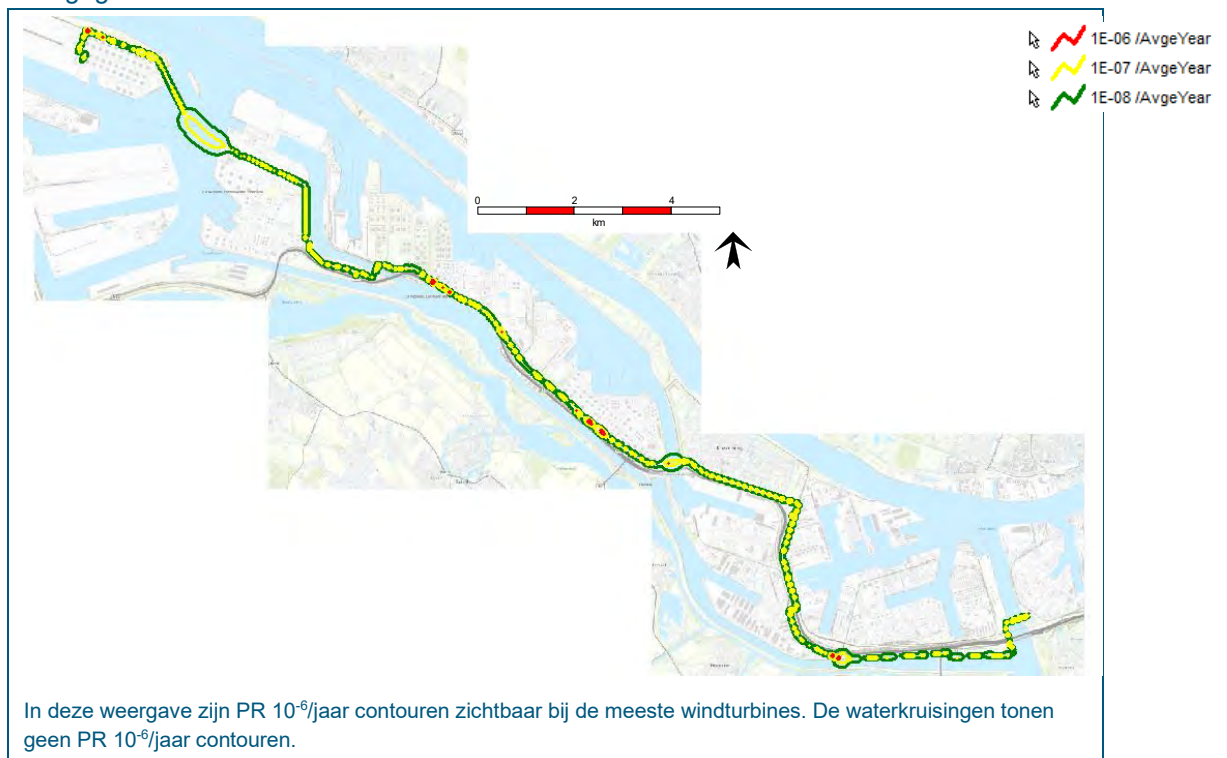 1E-06 /AvgeYear
1E-07 /AvgeYear
1E-08 /AvgeYear
0 2 4
km
In deze weergave zijn PR 10⁻⁶/jaar contouren zichtbaar bij de meeste windturbines. De waterkruisingen tonen
geen PR 10⁻⁶/jaar contouren.